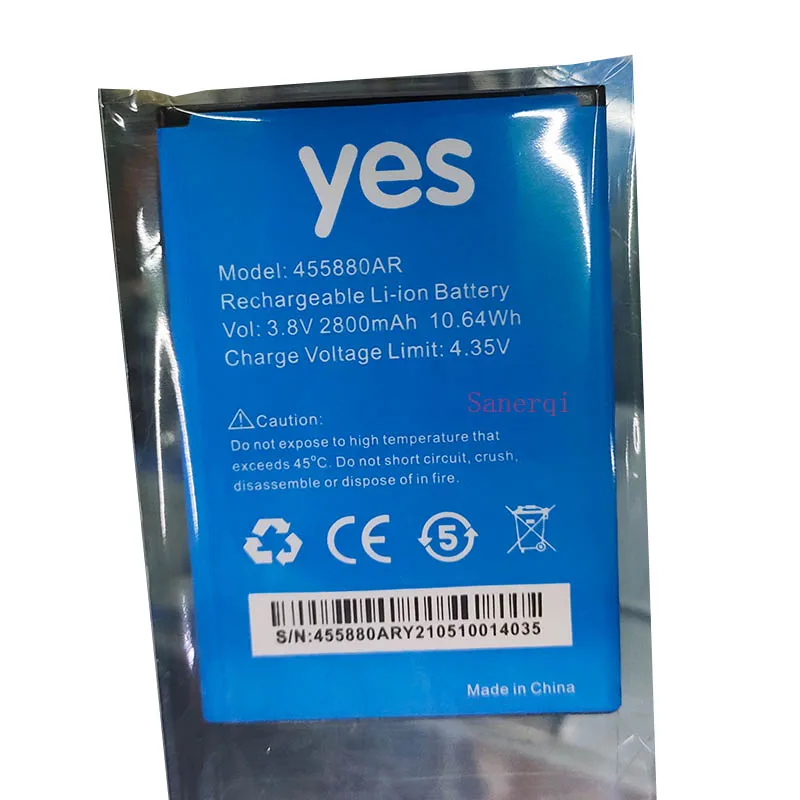 yes
Model: 455880AR
Rechargeable Li-ion Battery
Vol: 3.8V 2800mAh 10.64Wh
Charge Voltage Limit: 4.35V
Sanerqi
Caution:
Do not expose to high temperature that
exceeds 45°C. Do not short circuit, crush,
disassemble or dispose of in fire.
CE 5
S/N:455880ARY210510014035
Made in China